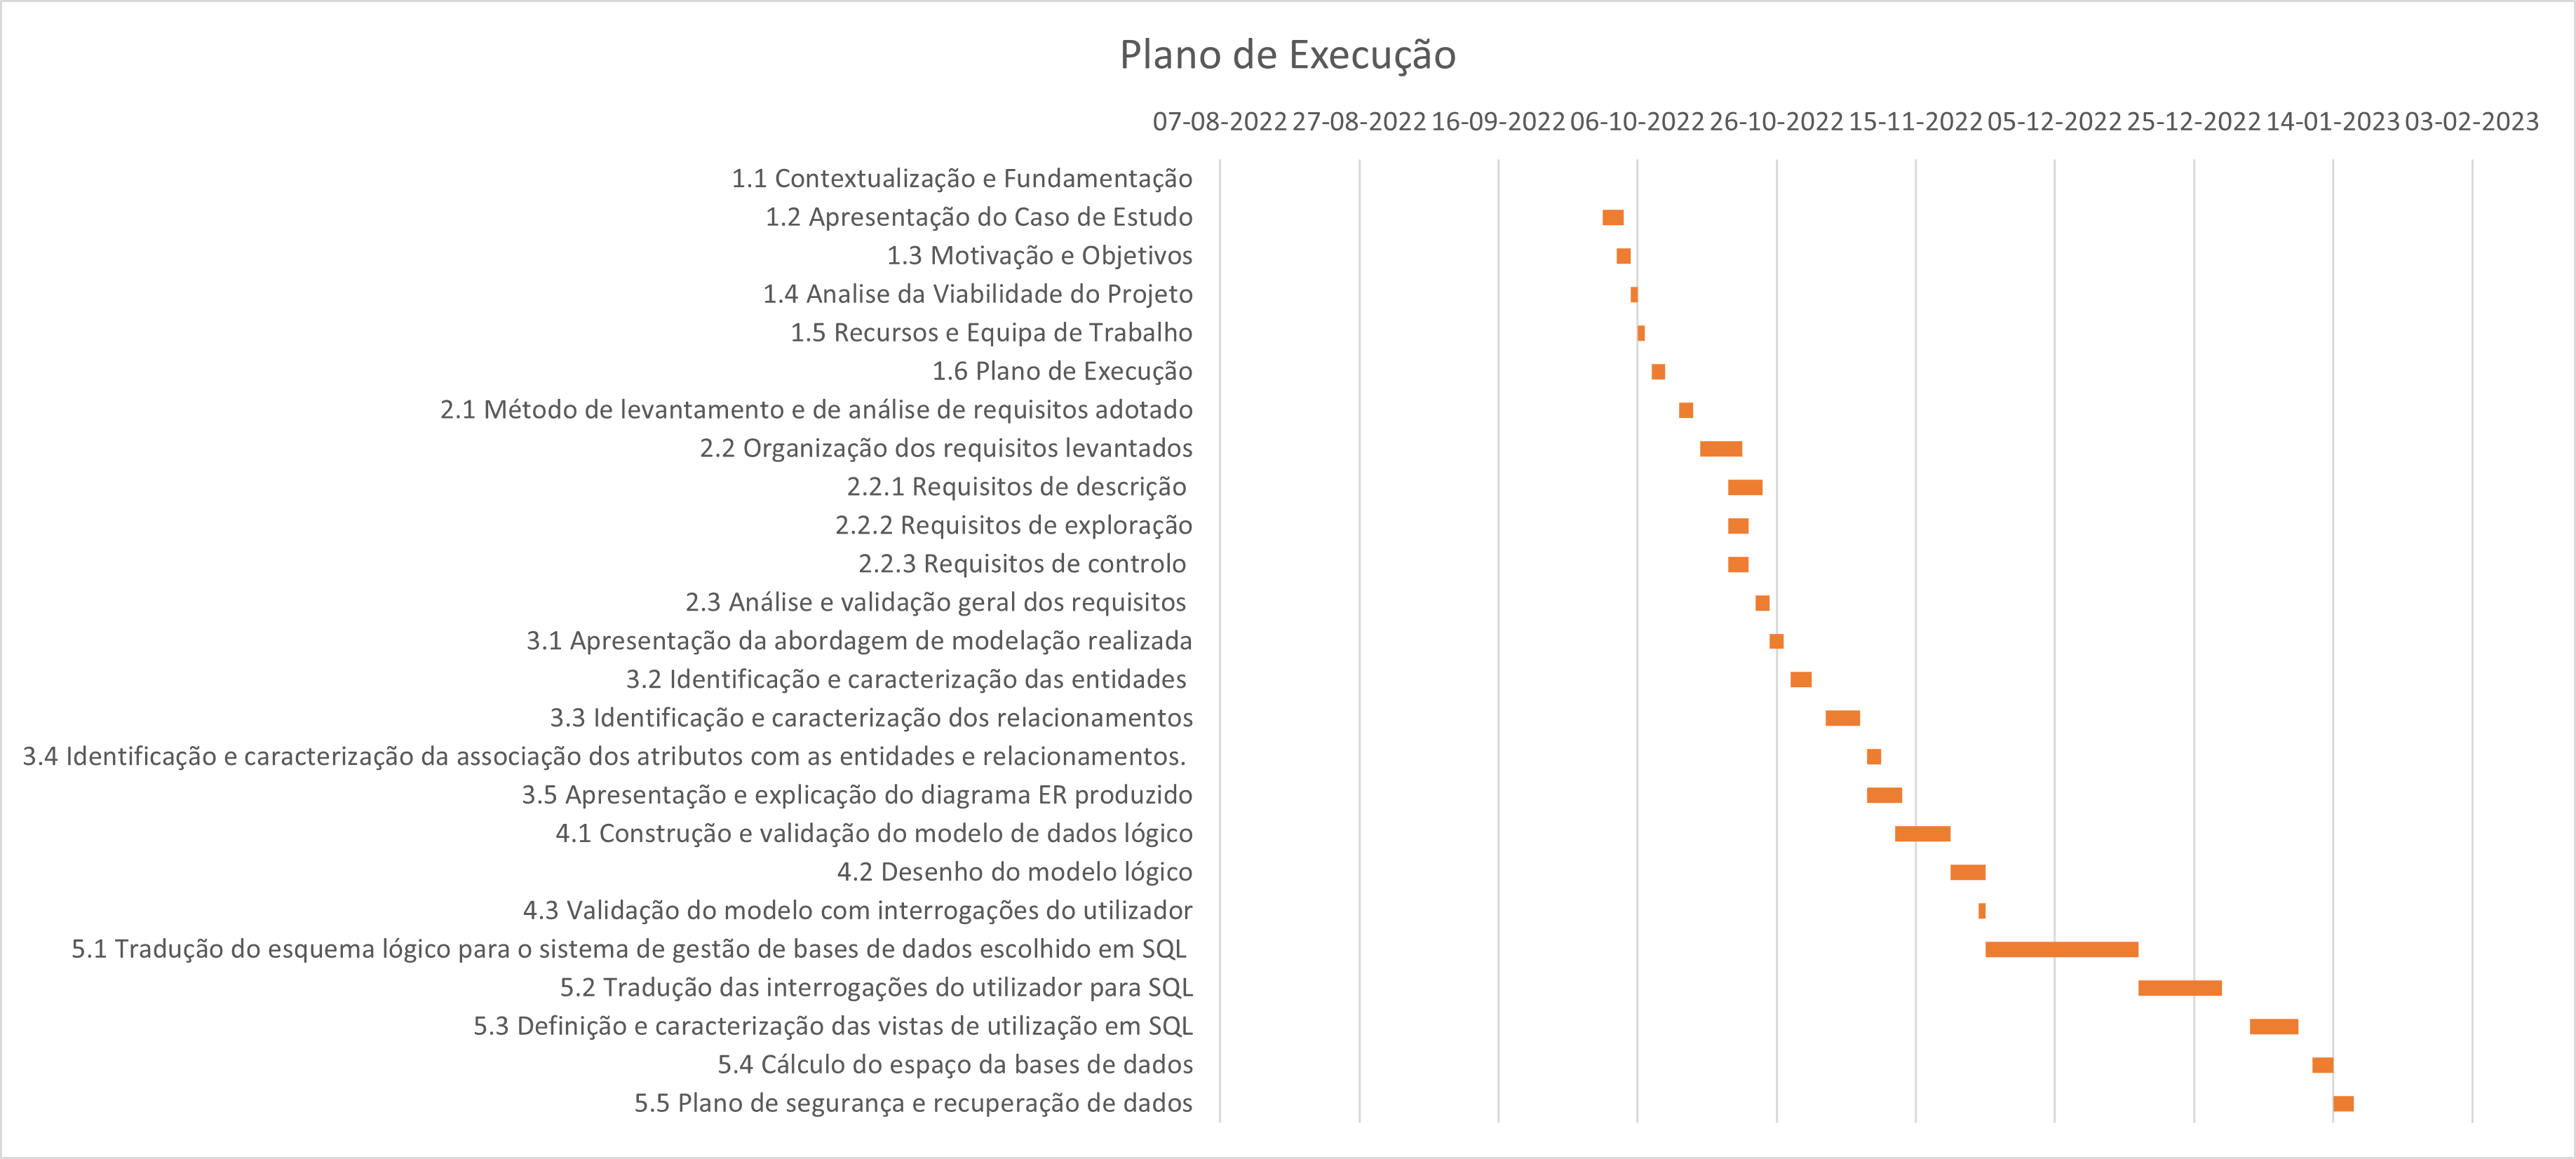 Plano de Execução
07-08-2022 27-08-2022 16-09-2022 06-10-2022 26-10-2022 15-11-2022 05-12-2022 25-12-2022 14-01-2023 03-02-2023
1.1 Contextualização e Fundamentação
1.2 Apresentação do Caso de Estudo
1.3 Motivação e Objetivos
1.4 Analise da Viabilidade do Projeto
1.5 Recursos e Equipa de Trabalho
1.6 Plano de Execução
2.1 Método de levantamento e de análise de requisitos adotado
2.2 Organização dos requisitos levantados
2.2.1 Requisitos de descrição
2.2.2 Requisitos de exploração
2.2.3 Requisitos de controlo
2.3 Análise e validação geral dos requisitos
3.1 Apresentação da abordagem de modelação realizada
3.2 Identificação e caracterização das entidades
3.3 Identificação e caracterização dos relacionamentos
3.4 Identificação e caracterização da associação dos atributos com as entidades e relacionamentos.
3.5 Apresentação e explicação do diagrama ER produzido
4.1 Construção e validação do modelo de dados lógico
4.2 Desenho do modelo lógico
4.3 Validação do modelo com interrogações do utilizador
5.1 Tradução do esquema lógico para o sistema de gestão de bases de dados escolhido em SQL
5.2 Tradução das interrogações do utilizador para SQL
5.3 Definição e caracterização das vistas de utilização em SQL
5.4 Cálculo do espaço da bases de dados
5.5 Plano de segurança e recuperação de dados